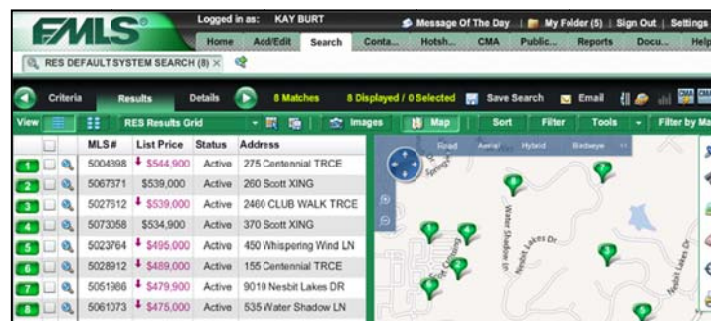 FMLS®
Logged in as: KAY BURT
Message Of The Day | My Folder (5) | Sign Out | Settings
Home Add/Edit Search Conta... Hotsh... CMA Public... Reports Docu... Help
RES DEFAULT SYSTEM SEARCH (8) ×
Criteria Results Details 8 Matches 8 Displayed / 0 Selected Save Search Email
View RES Results Grid Images Map Sort Filter Tools Filter by Ma
MLS# List Price Status Address
1 5004398 $544,900 Active 275 Centennial TRCE
2 5067371 $539,000 Active 260 Scott XING
3 5027512 $539,000 Active 2460 CLUB WALK TRCE
4 5073058 $534,900 Active 370 Scott XING
5 5023764 $495,000 Active 450 Whispering Wind LN
6 5028912 $489,000 Active 155 Centennial TRCE
7 5051986 $479,900 Active 9019 Nesbit Lakes DR
8 5061073 $475,000 Active 535 Water Shadow LN
Road Aerial Hybrid Birdseye <<
Water Shadow Ln
Nesbit Lakes Dr
Nesbit Lakes